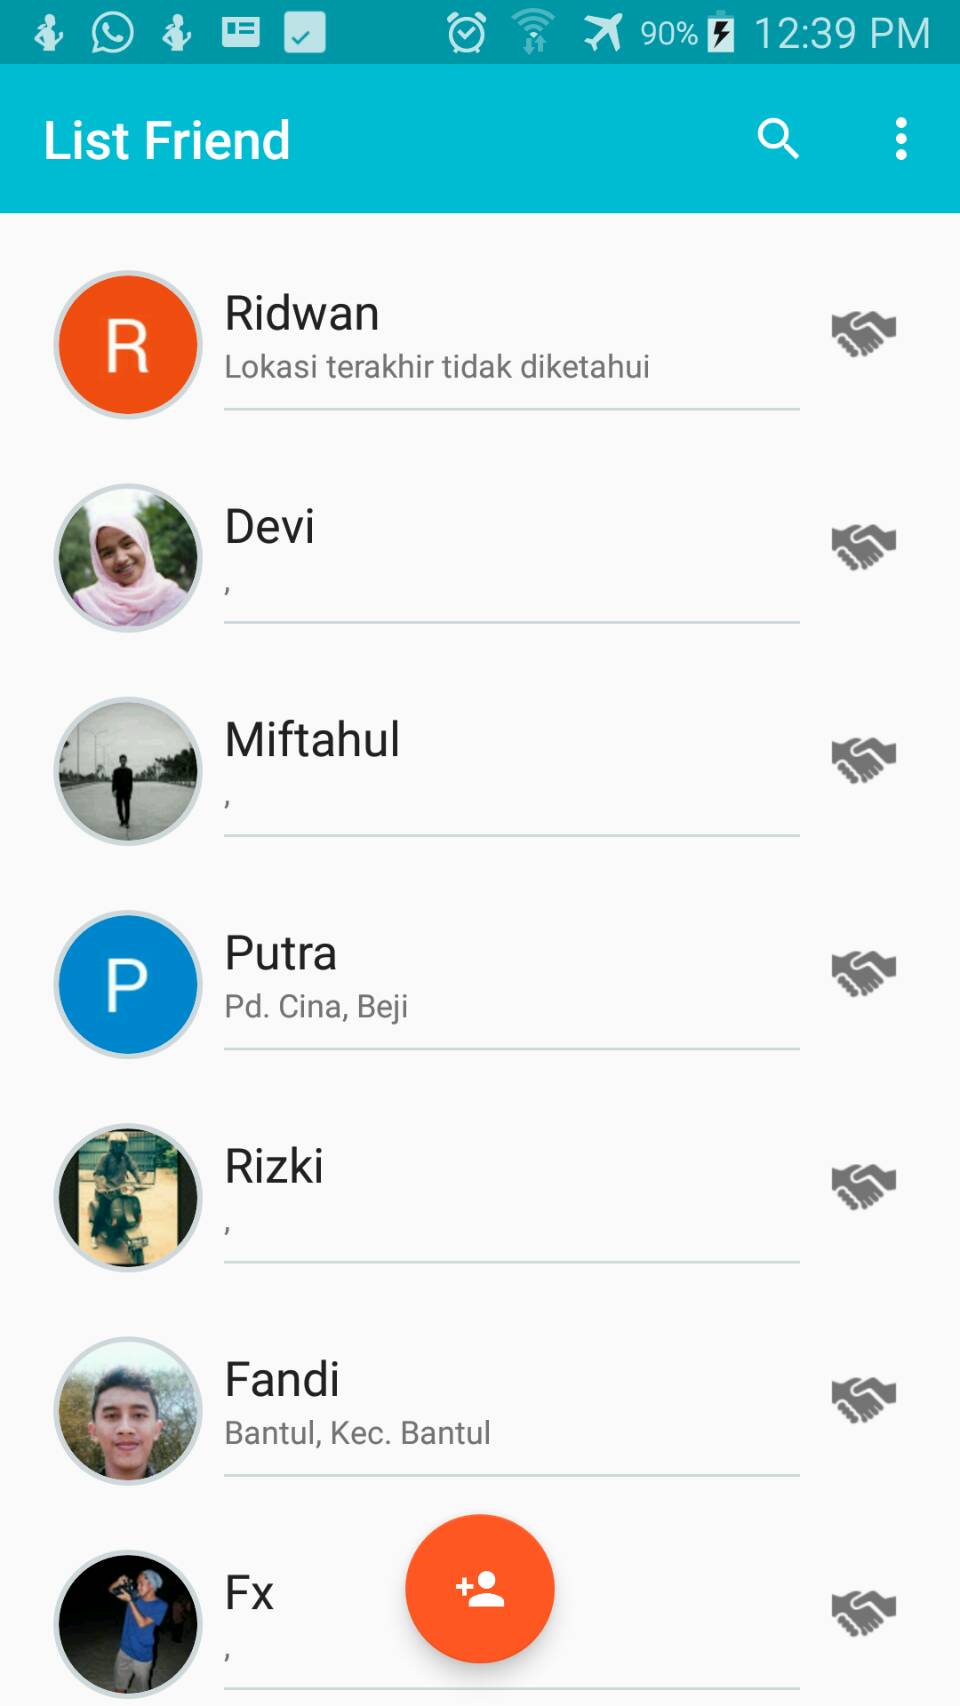 90% 12:39 PM
List Friend
R
Ridwan
Lokasi terakhir tidak diketahui
Devi
,
Miftahul
,
P
Putra
Pd. Cina, Beji
Rizki
,
Fandi
Bantul, Kec. Bantul
Fx
,